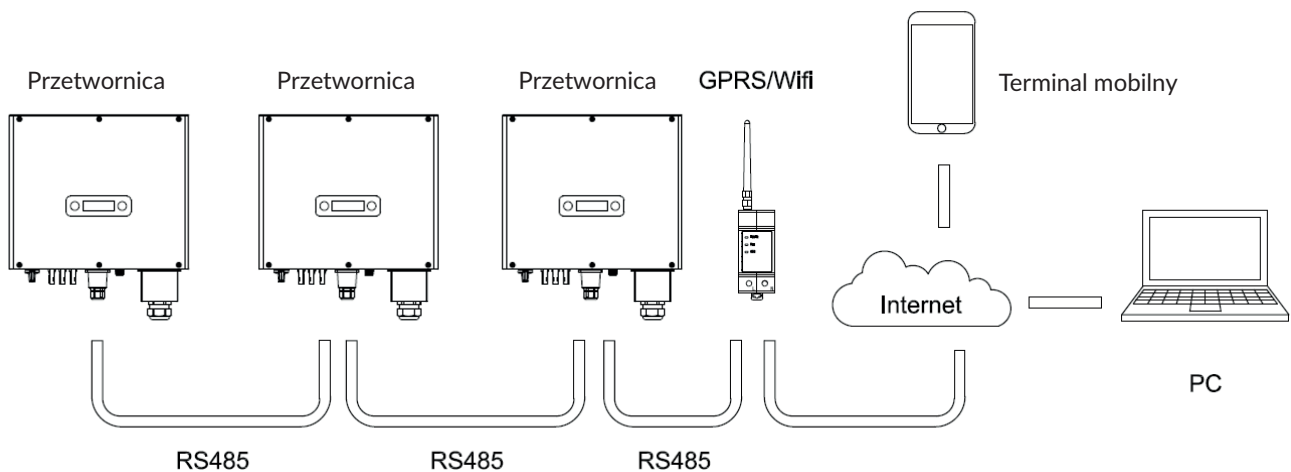 Przetwornica
Przetwornica
Przetwornica
GPRS/Wifi
Terminal mobilny
Internet
PC
RS485
RS485
RS485